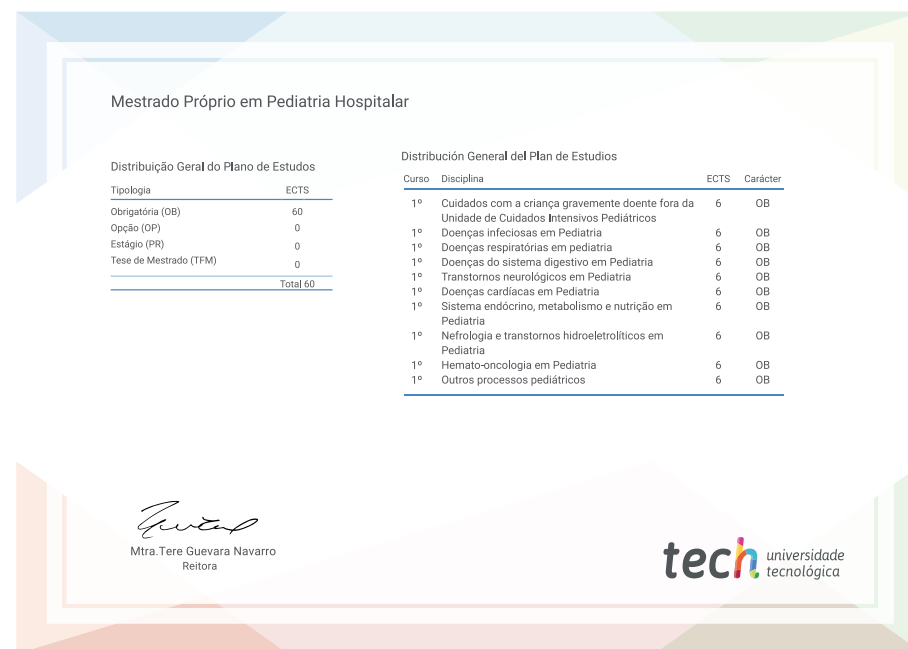 Mestrado Próprio em Pediatria Hospitalar
Distribuição Geral do Plano de Estudos
Tipologia ECTS
Obrigatória (OB) 60
Opção (OP) 0
Estágio (PR) 0
Tese de Mestrado (TFM) 0
Total 60
Distribución General del Plan de Estudios
Curso Disciplina ECTS Carácter
1º Cuidados com a criança gravemente doente fora da 6 OB
Unidade de Cuidados Intensivos Pediátricos
1º Doenças infeciosas em Pediatria 6 OB
1º Doenças respiratórias em pediatria 6 OB
1º Doenças do sistema digestivo em Pediatria 6 OB
1º Transtornos neurológicos em Pediatria 6 OB
1º Doenças cardíacas em Pediatria 6 OB
1º Sistema endócrino, metabolismo e nutrição em 6 OB
Pediatria
1º Nefrologia e transtornos hidroeletrolíticos em 6 OB
Pediatria
1º Hemato-oncologia em Pediatria 6 OB
1º Outros processos pediátricos 6 OB
Mtra.Tere Guevara Navarro
Reitora
tech universidade
tecnológica